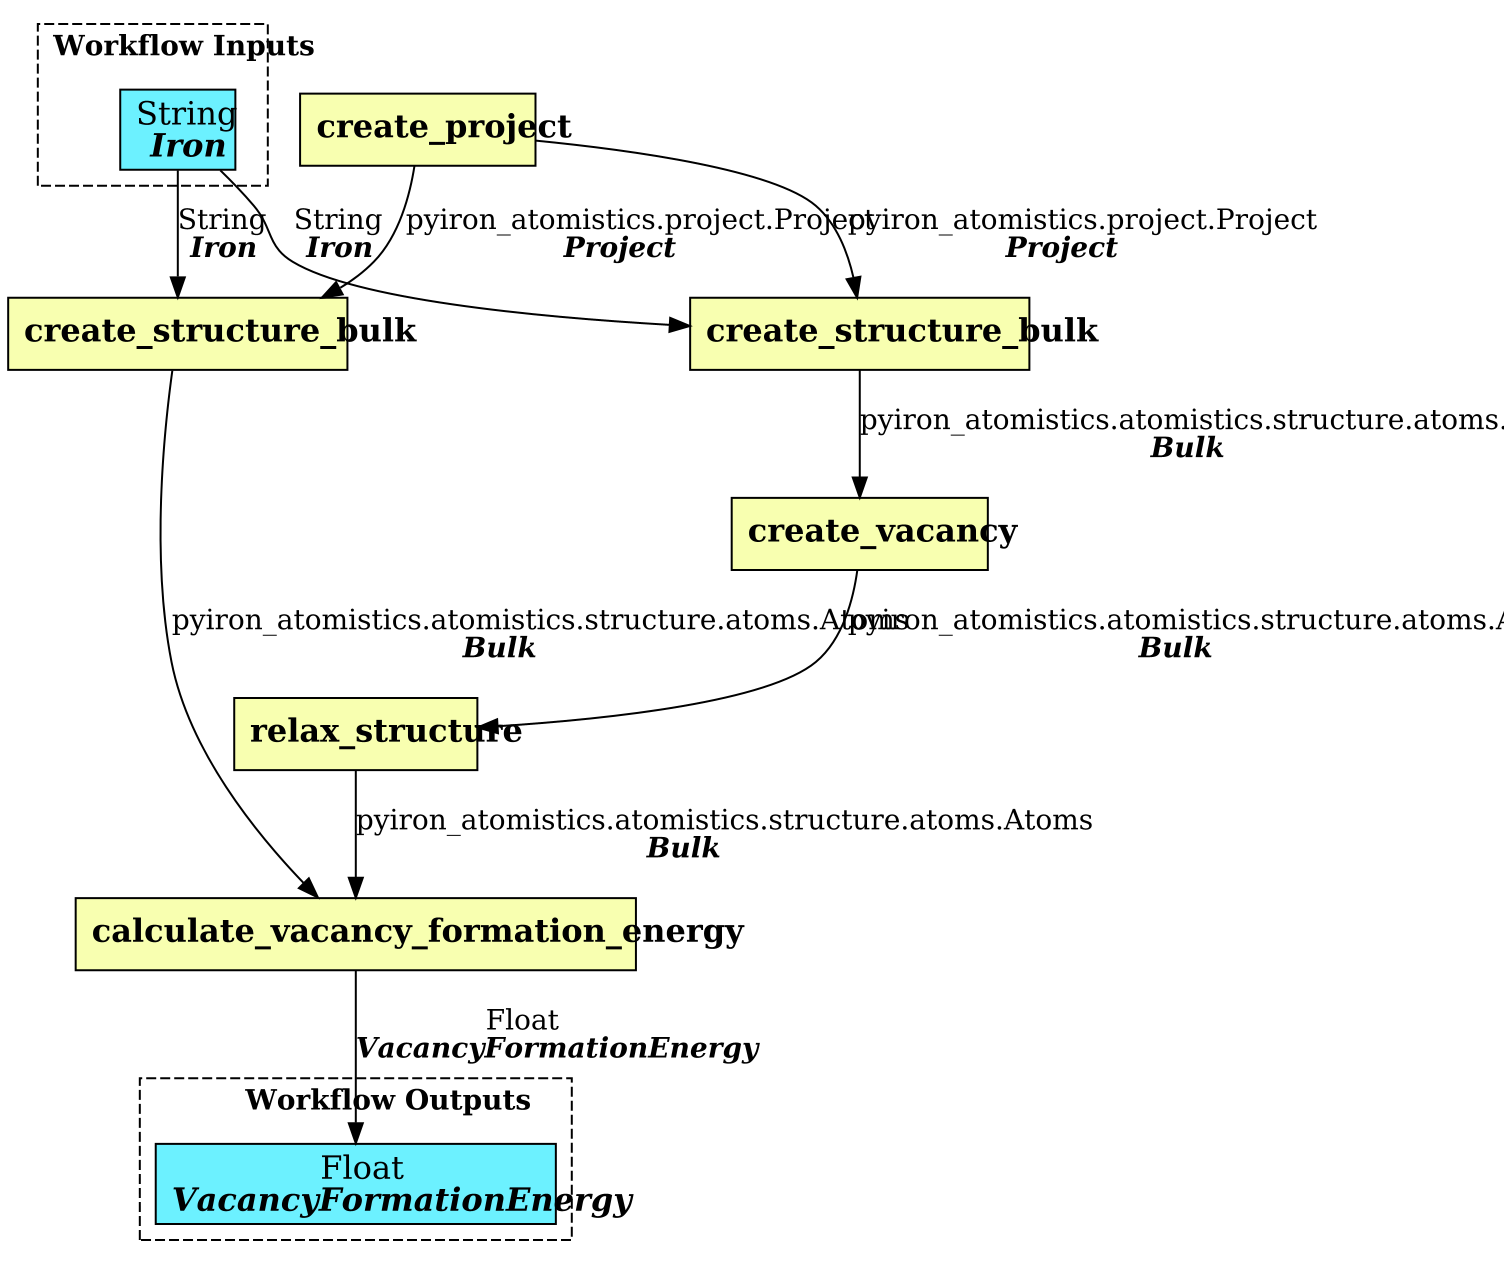 Workflow Inputs
String
Iron
create_project
String
Iron
String
Iron
pyiron_atomistics.project.Project
Project
pyiron_atomistics.project.Project
Project
create_structure_bulk
create_structure_bulk
pyiron_atomistics.atomistics.structure.atoms.
Bulk
create_vacancy
pyiron_atomistics.atomistics.structure.atoms.Atoms
Bulk
pyiron_atomistics.atomistics.structure.atoms.A
Bulk
relax_structure
pyiron_atomistics.atomistics.structure.atoms.Atoms
Bulk
calculate_vacancy_formation_energy
Float
VacancyFormationEnergy
Workflow Outputs
Float
VacancyFormationEnergy